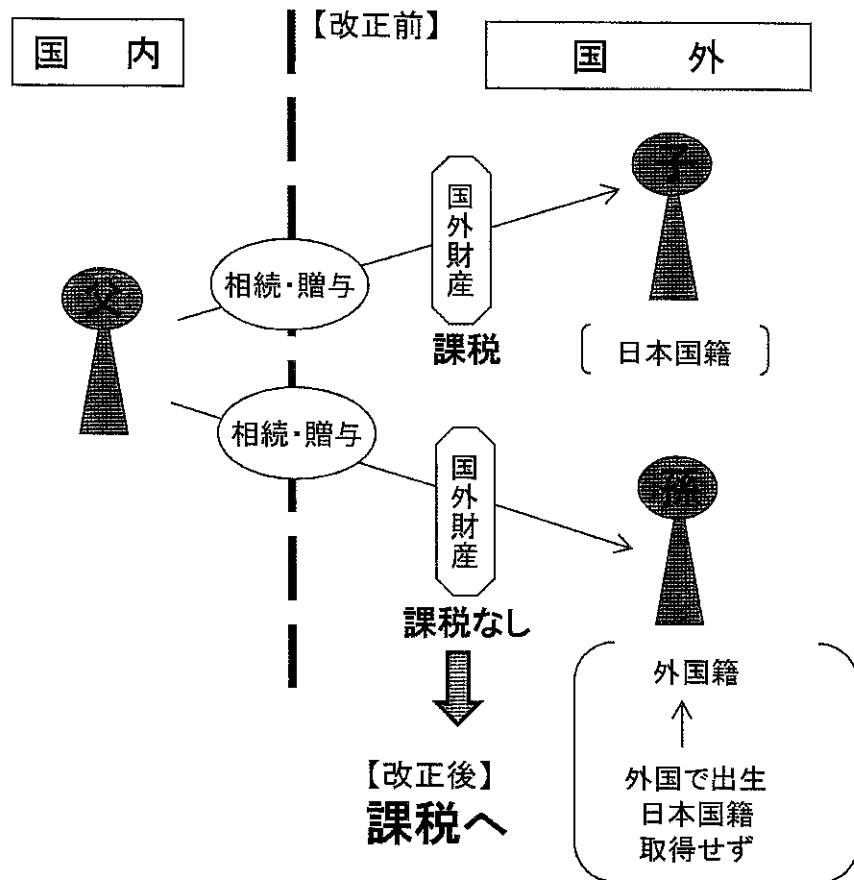 【改正前】
国 内
国 外
子
国外財産
相続・贈与
父
課税
日本国籍
相続・贈与
国外財産
孫
課税なし
外国籍
【改正後】
課税へ
外国で出生
日本国籍
取得せず